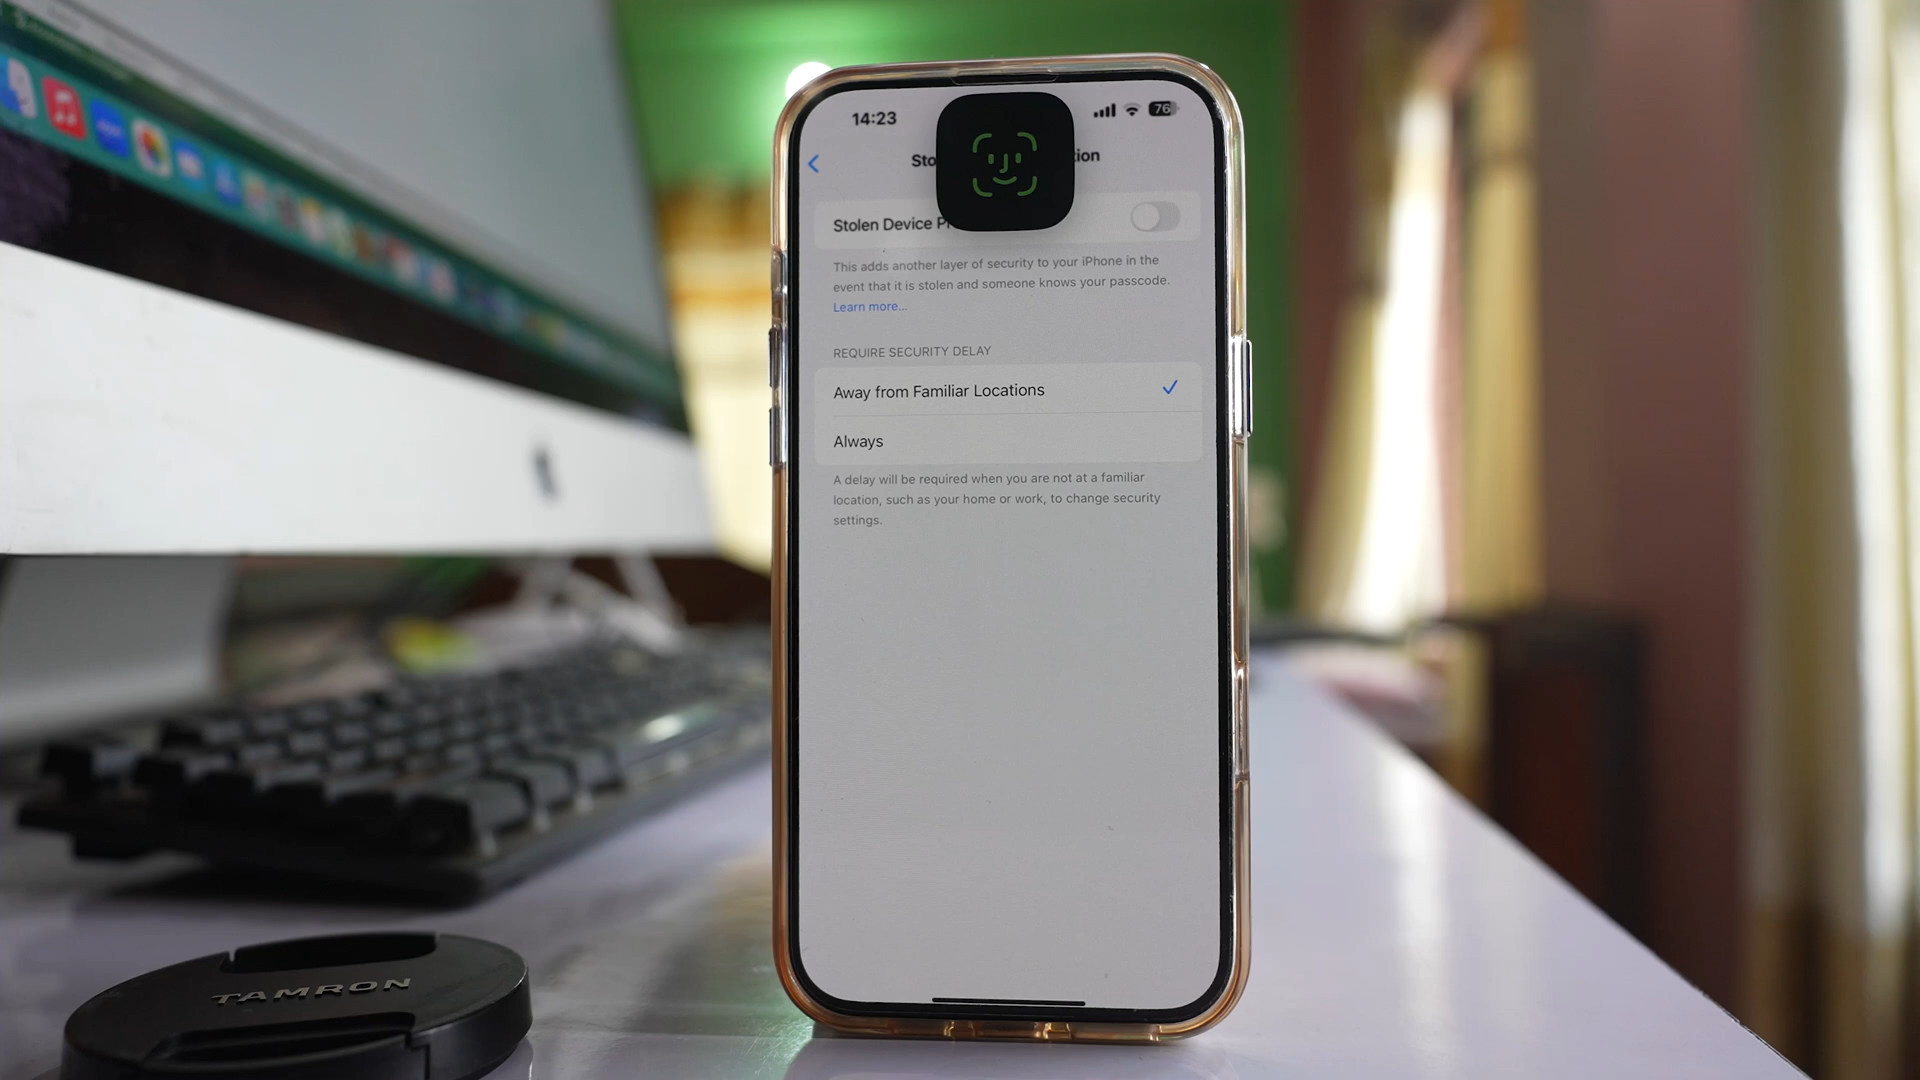 14:23
76
Sto
tion
Stolen Device P
This adds another layer of security to your iPhone in the
event that it is stolen and someone knows your passcode.
Learn more...
REQUIRE SECURITY DELAY
Away from Familiar Locations
Always
A delay will be required when you are not at a familiar
location, such as your home or work, to change security
settings.
TAMRON